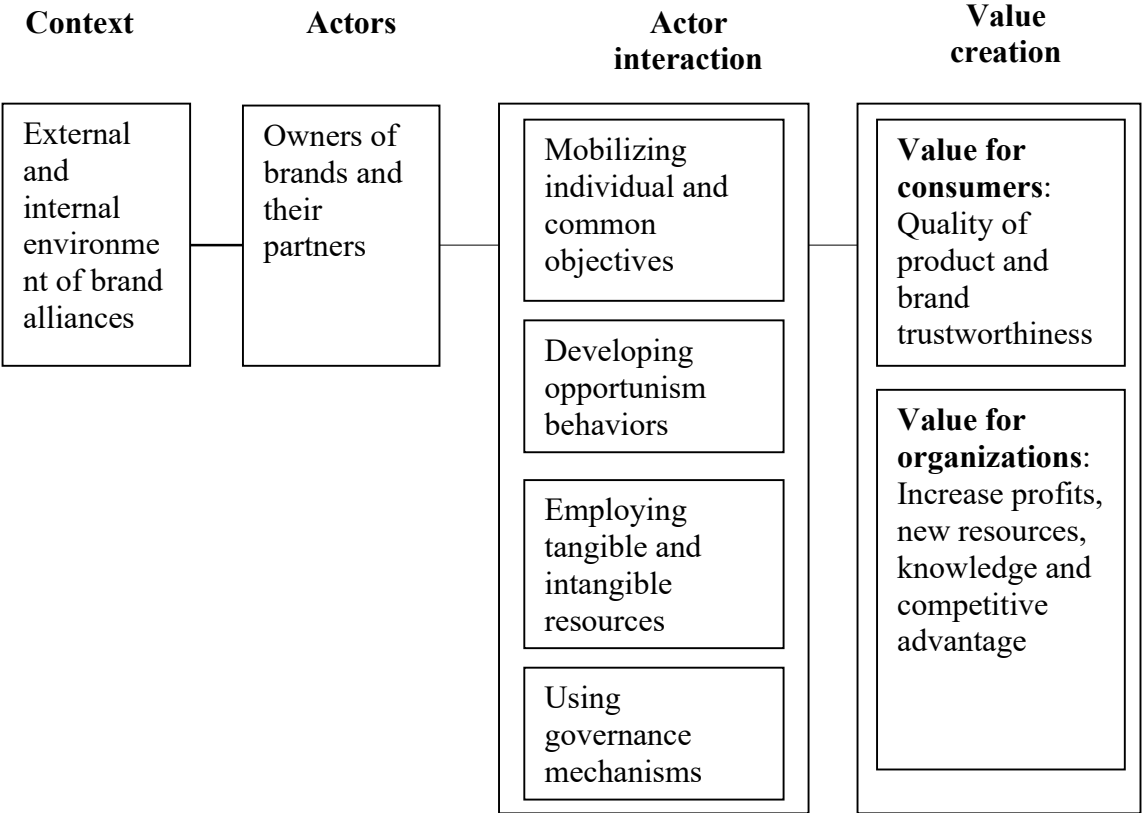 Context
Actors
Actor
interaction
Value
creation
External
and
internal
environme
nt of brand
alliances
Owners of
brands and
their
partners
Mobilizing
individual and
common
objectives
Developing
opportunism
behaviors
Employing
tangible and
intangible
resources
Using
governance
mechanisms
Value for
consumers:
Quality of
product and
brand
trustworthiness
Value for
organizations:
Increase profits,
new resources,
knowledge and
competitive
advantage